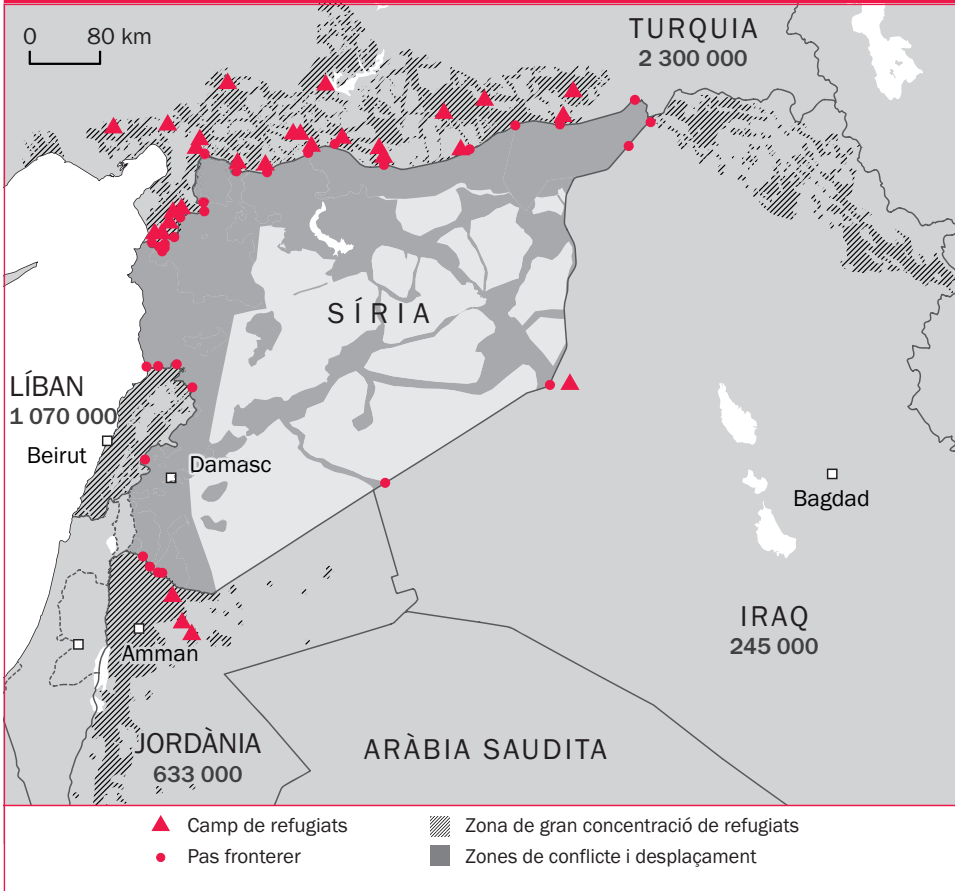 0 80 km
TURQUIA
2 300 000
SÍRIA
LÍBAN
1 070 000
Beirut
Damasc
Bagdad
IRAQ
245 000
Amman
JORDÀNIA
633 000
ARÀBIA SAUDITA
Camp de refugiats
Zona de gran concentració de refugiats
Pas fronterer
Zones de conflicte i desplaçament